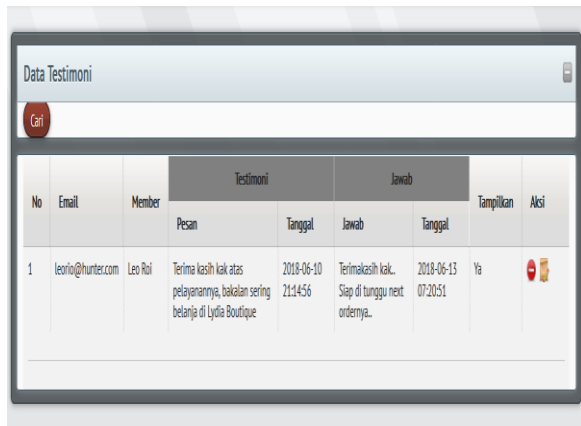 Data Testimoni
Cari
Testimoni Jawab
No Email Member Tampilkan Aksi
Pesan Tanggal Jawab Tanggal
1 leorio@hunter.com Leo Roi Terima kasih kak atas 2018-06-10 Terimakasih kak.. 2018-06-13 Ya
pelayanannya, bakalan sering 21:14:56 Siap di tunggu next 07:20:51
belanja di Lydia Boutique ordernya..